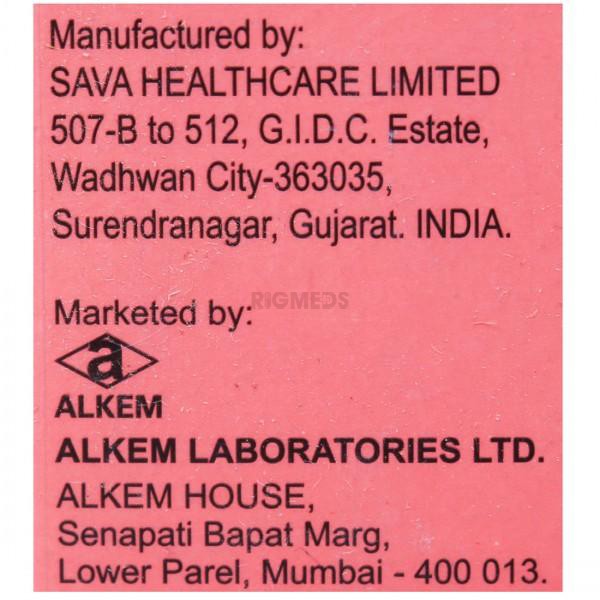 Manufactured by:
SAVA HEALTHCARE LIMITED
507-B to 512, G.I.D.C. Estate,
Wadhwan City-363035,
Surendranagar, Gujarat. INDIA.
RIGMEDS
Marketed by:
a
ALKEM
ALKEM LABORATORIES LTD.
ALKEM HOUSE,
Senapati Bapat Marg,
Lower Parel, Mumbai - 400 013.